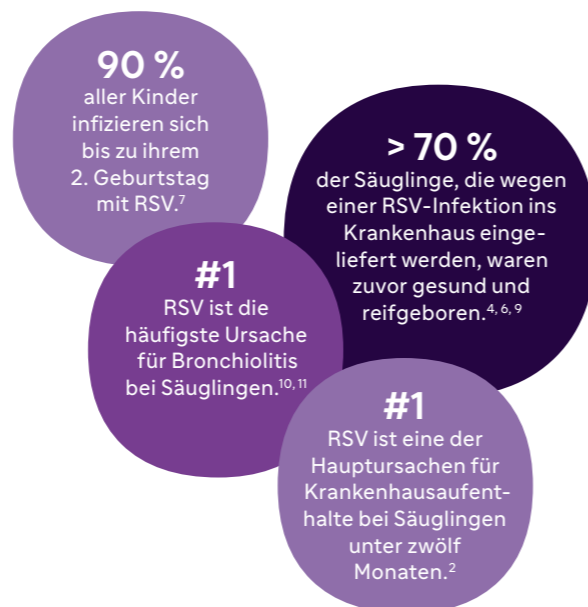 90 %
aller Kinder
infizieren sich
bis zu ihrem
2. Geburtstag
mit RSV.⁷
> 70 %
der Säuglinge, die wegen
einer RSV-Infektion ins
Krankenhaus einge-
liefert werden, waren
zuvor gesund und
reifgeboren.⁴, ⁶, ⁹
#1
RSV ist die
häufigste Ursache
für Bronchiolitis
bei Säuglingen.¹⁰, ¹¹
#1
RSV ist eine der
Hauptursachen für
Krankenhausaufent-
halte bei Säuglingen
unter zwölf
Monaten.²